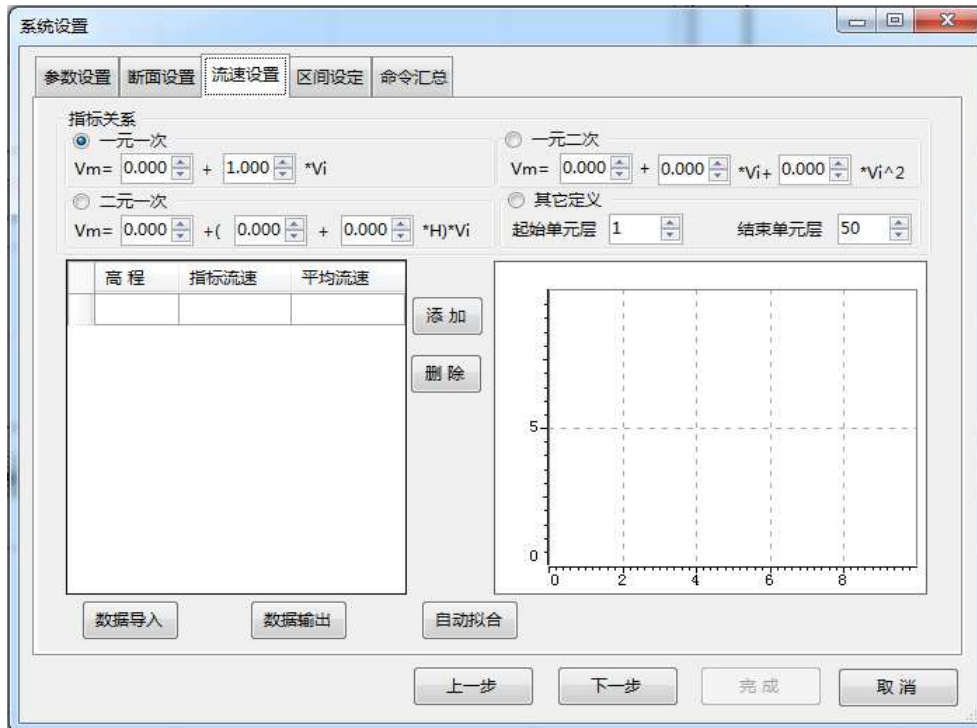 系统设置
参数设置 断面设置 流速设置 区间设定 命令汇总
指标关系
一元一次 一元二次
Vm= 0.000 + 1.000 *Vi Vm= 0.000 + 0.000 *Vi+ 0.000 *Vi^2
二元一次 其它定义
Vm= 0.000 +( 0.000 + 0.000 *H)*Vi 起始单元层 1 结束单元层 50
高 程 指标流速 平均流速
添 加
删 除
5
0
0 2 4 6 8
数据导入 数据输出 自动拟合
上一步 下一步 完 成 取 消